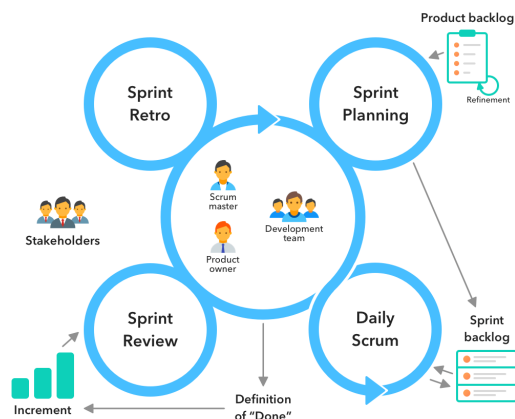 Product backlog
Refinement
Sprint
Retro
Sprint
Planning
Scrum
master
Development
team
Product
owner
Stakeholders
Sprint
Review
Daily
Scrum
Sprint
backlog
Increment
Definition
of "Done"